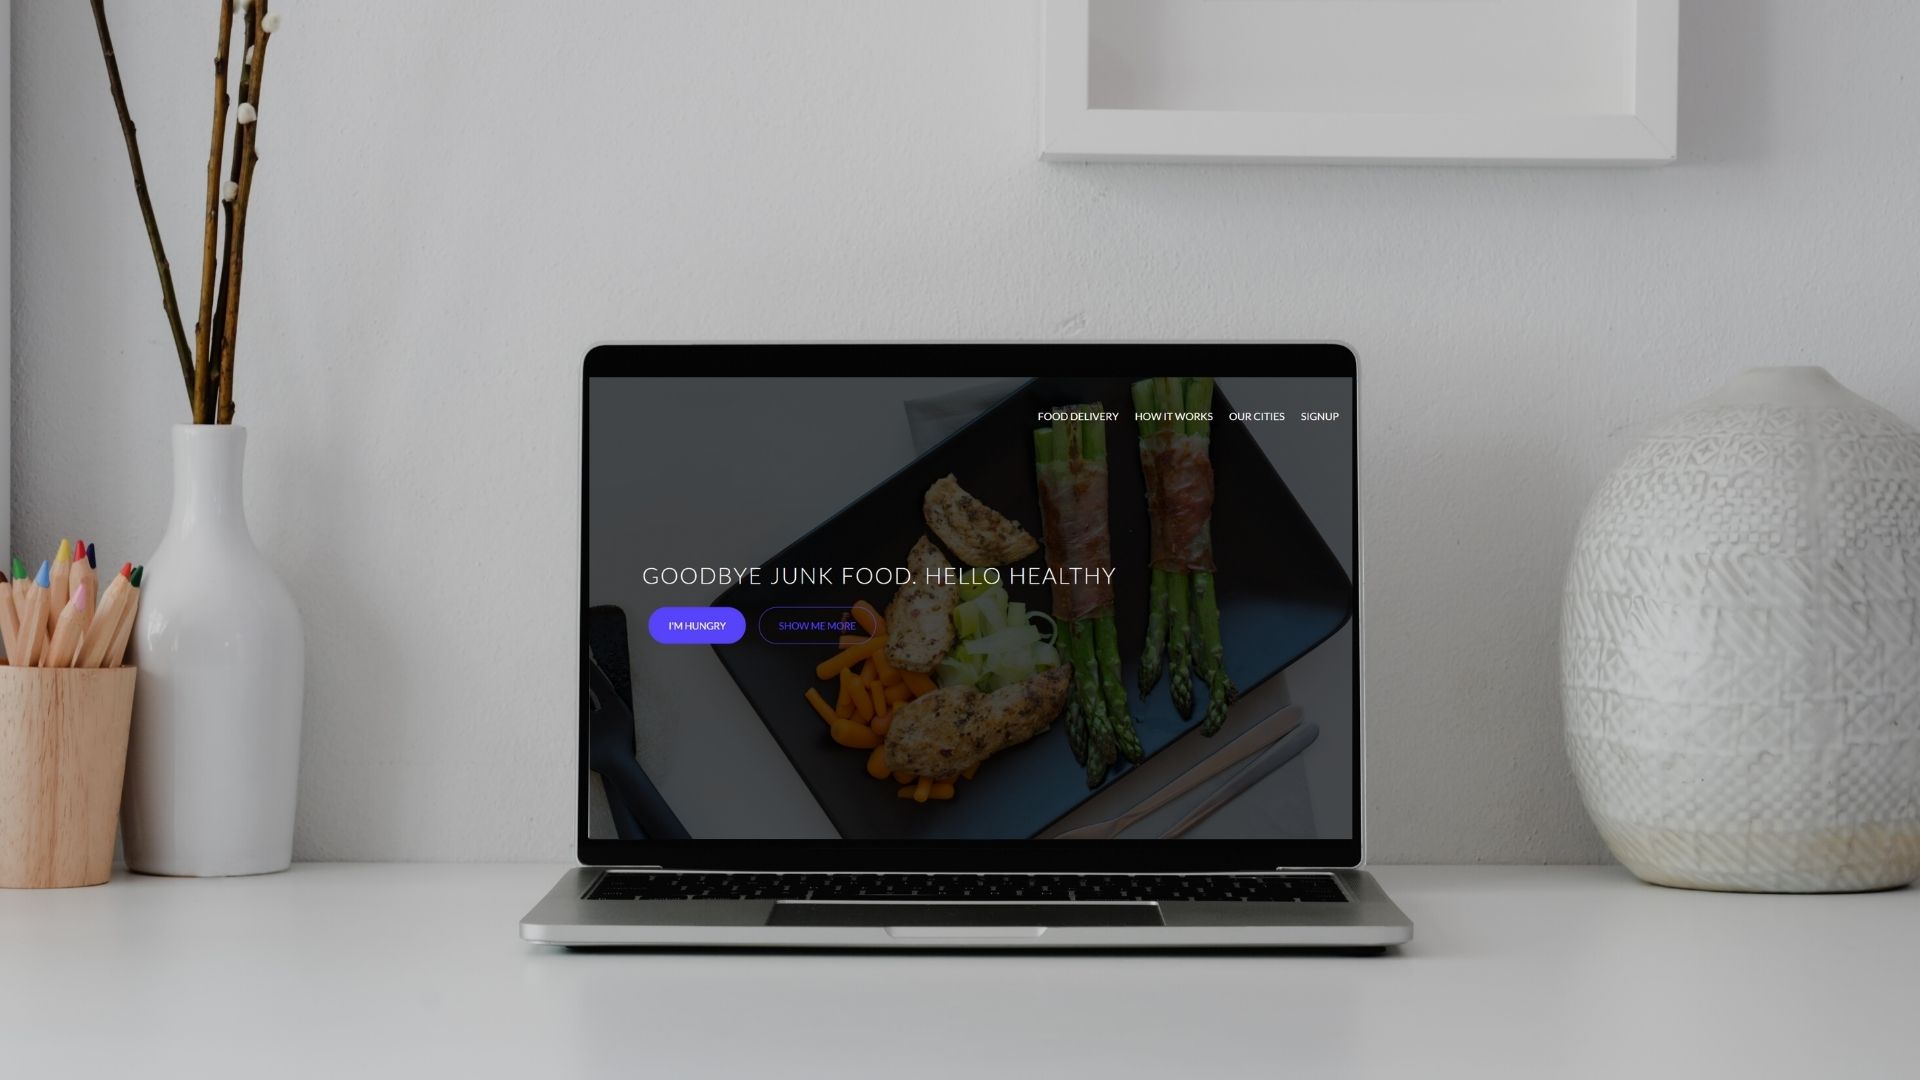 FOOD DELIVERY HOW IT WORKS OUR CITIES SIGNUP
GOODBYE JUNK FOOD. HELLO HEALTHY
I'M HUNGRY SHOW ME MORE